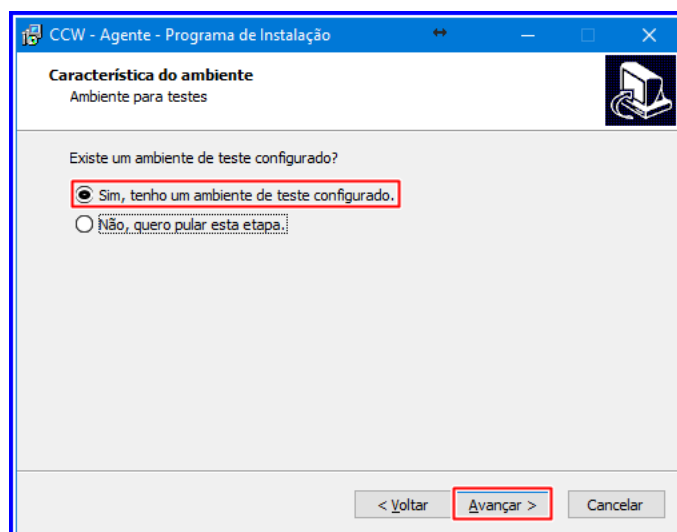 CCW - Agente - Programa de Instalação
Característica do ambiente
Ambiente para testes
Existe um ambiente de teste configurado?
Sim, tenho um ambiente de teste configurado.
Não, quero pular esta etapa.
< Voltar Avançar > Cancelar